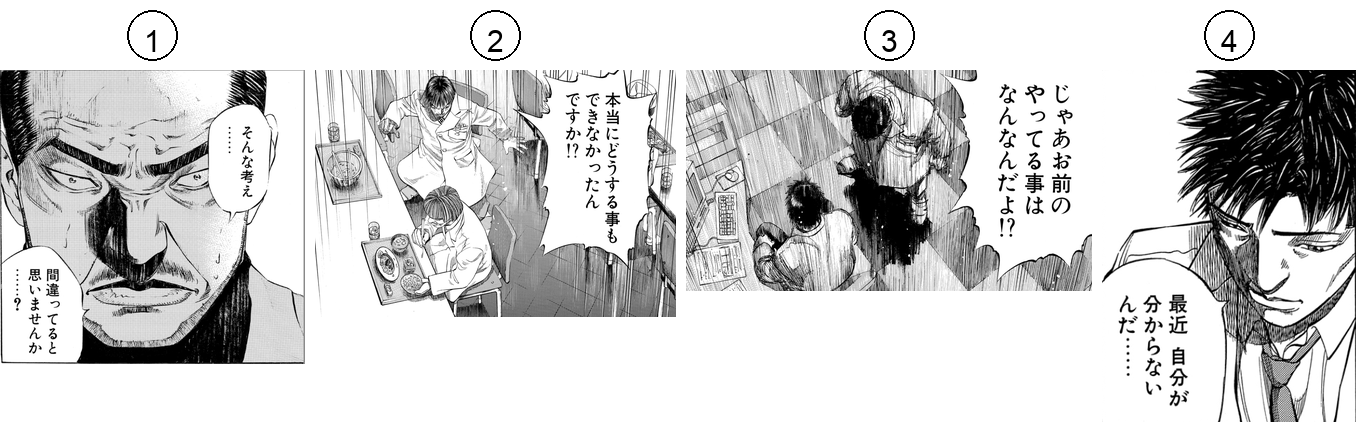 1
そんな考え
……
間違ってると
思いませんか
……?
2
本当にどうする事も
できなかったん
ですか!?
3
じゃあお前の
やってる事は
なんなんだよ!?
4
最近 自分が
分からない
んだ……